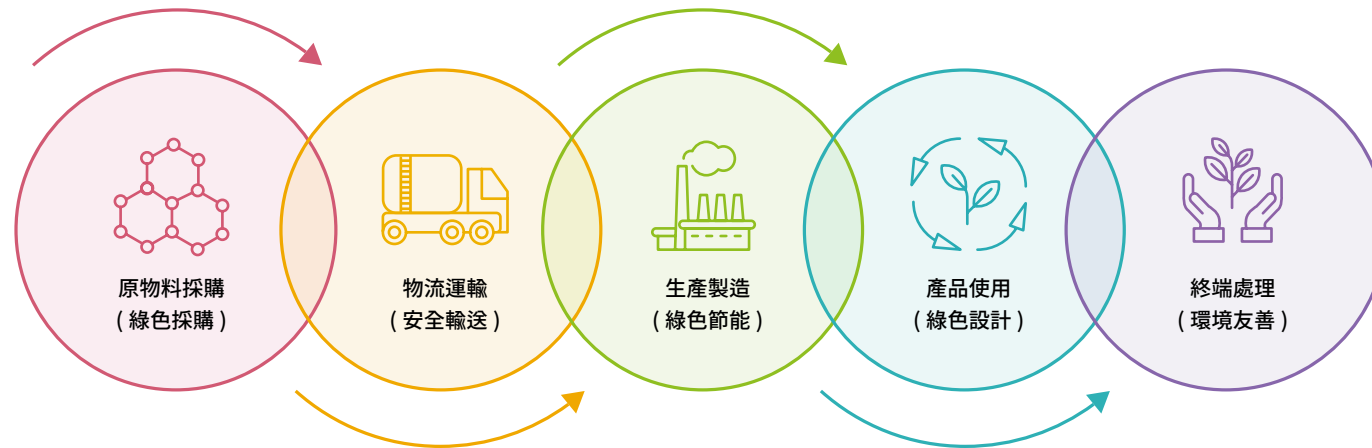 原物料採購
( 綠色採購 )
物流運輸
( 安全輸送 )
生產製造
( 綠色節能 )
產品使用
( 綠色設計 )
終端處理
( 環境友善 )